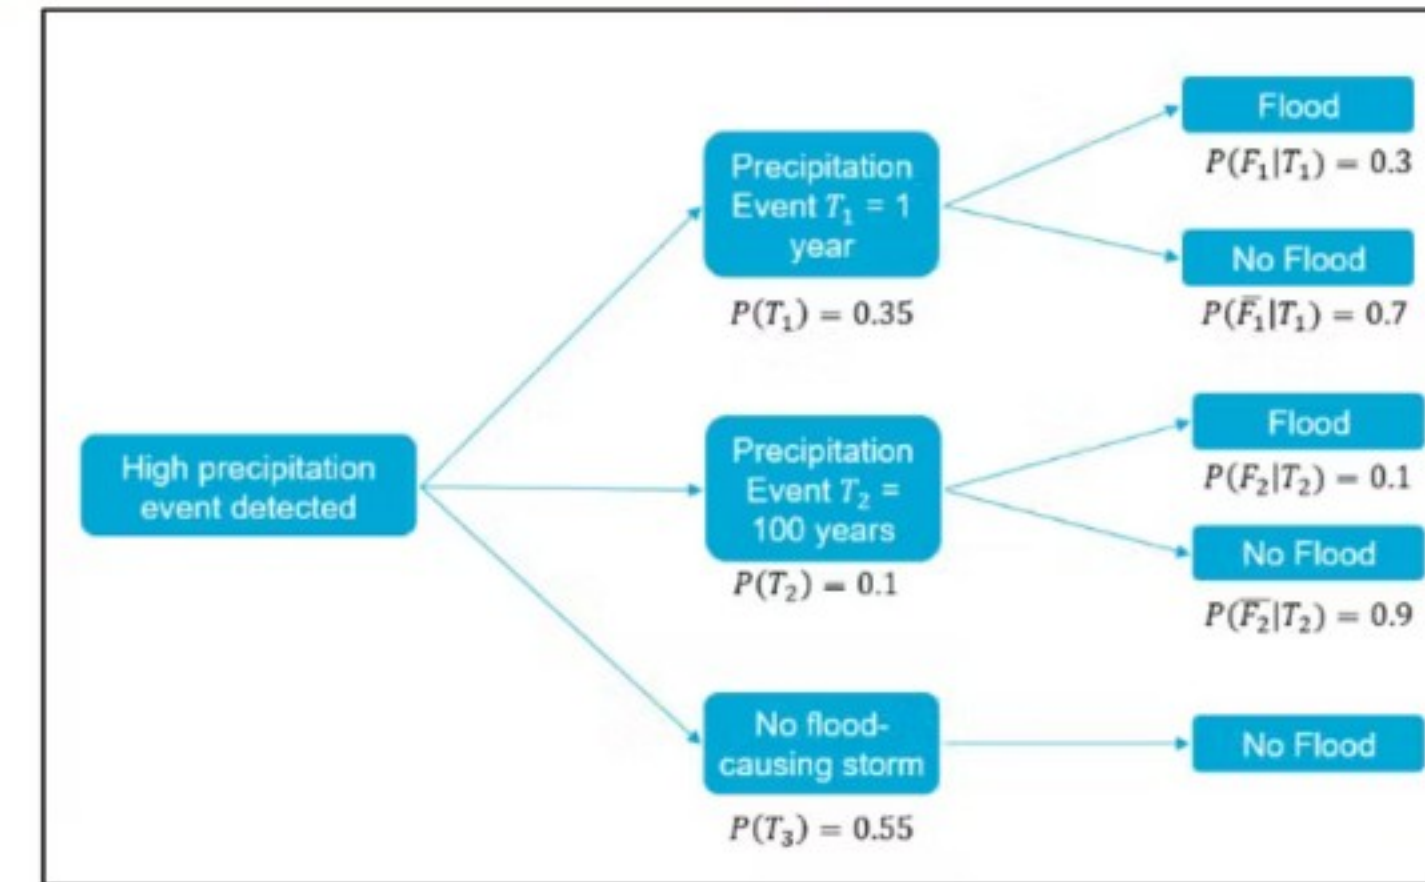 Flood
P(F₁|T₁) = 0.3
Precipitation
Event T₁ = 1
year
P(T₁) = 0.35
No Flood
P(F̅₁|T₁) = 0.7
High precipitation
event detected
Precipitation
Event T₂ =
100 years
P(T₂) = 0.1
Flood
P(F₂|T₂) = 0.1
No Flood
P(F̅₂|T₂) = 0.9
No flood-
causing storm
P(T₃) = 0.55
No Flood